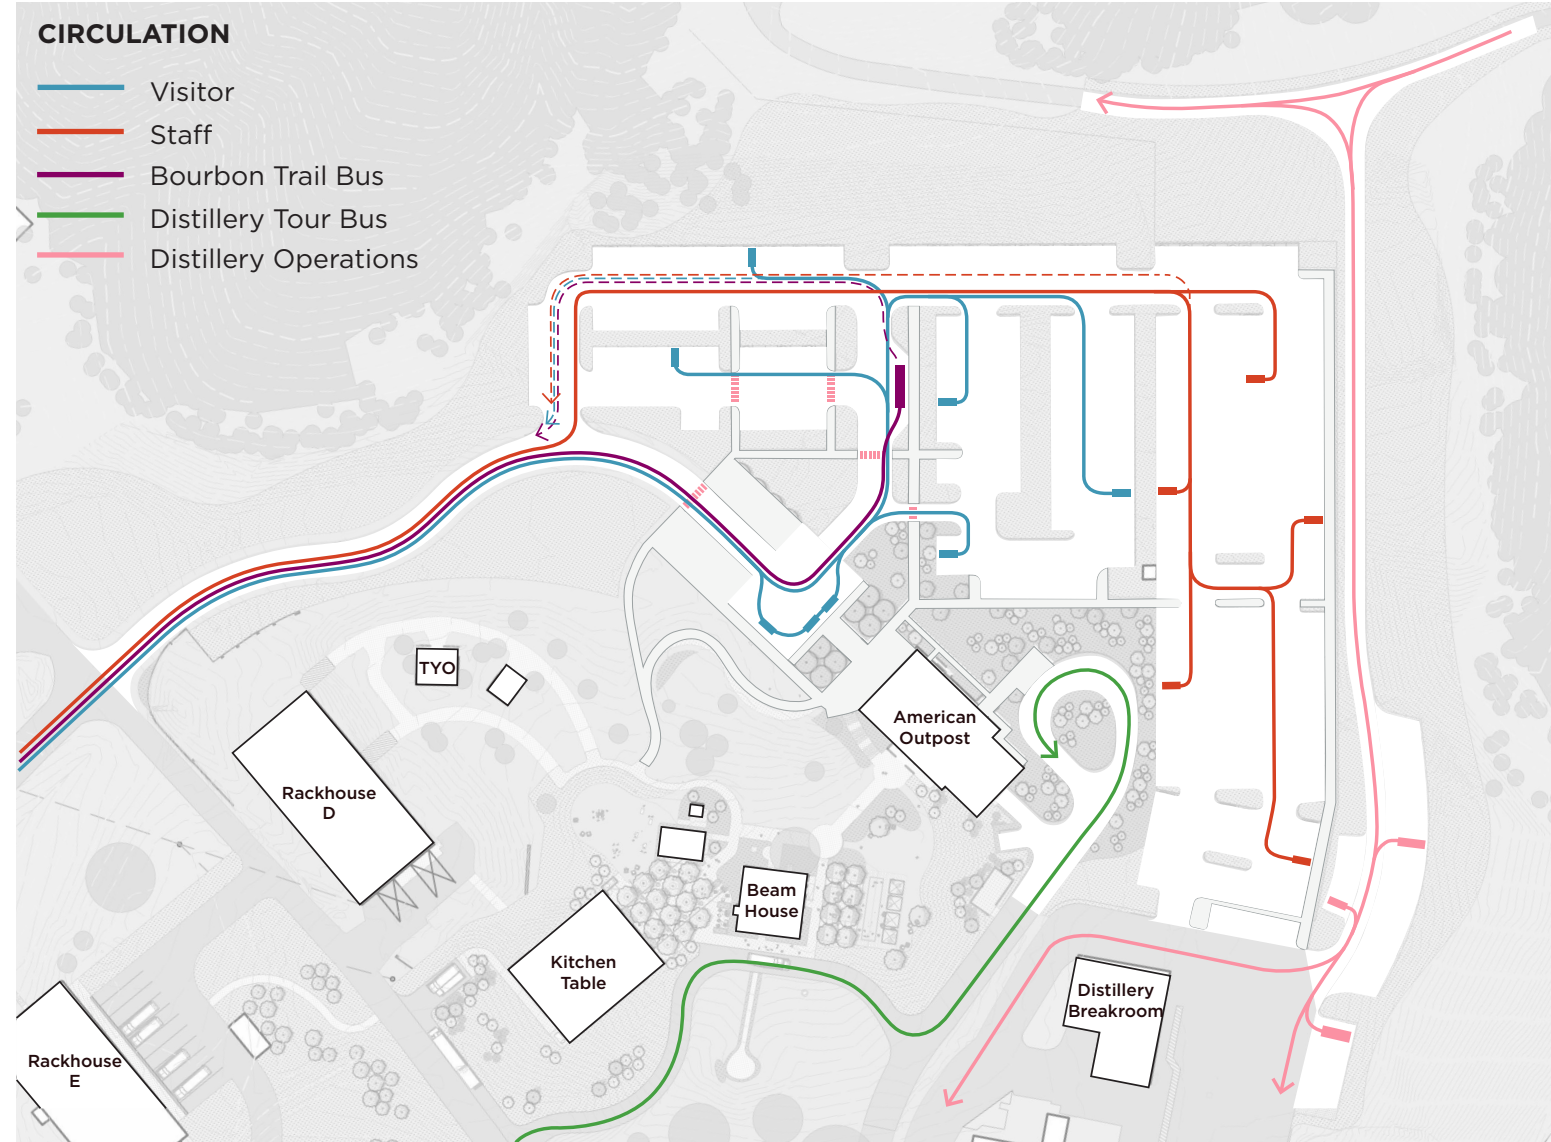 CIRCULATION
Visitor
Staff
Bourbon Trail Bus
Distillery Tour Bus
Distillery Operations
TYO
American
Outpost
Rackhouse
D
Beam
House
Kitchen
Table
Distillery
Breakroom
Rackhouse
E